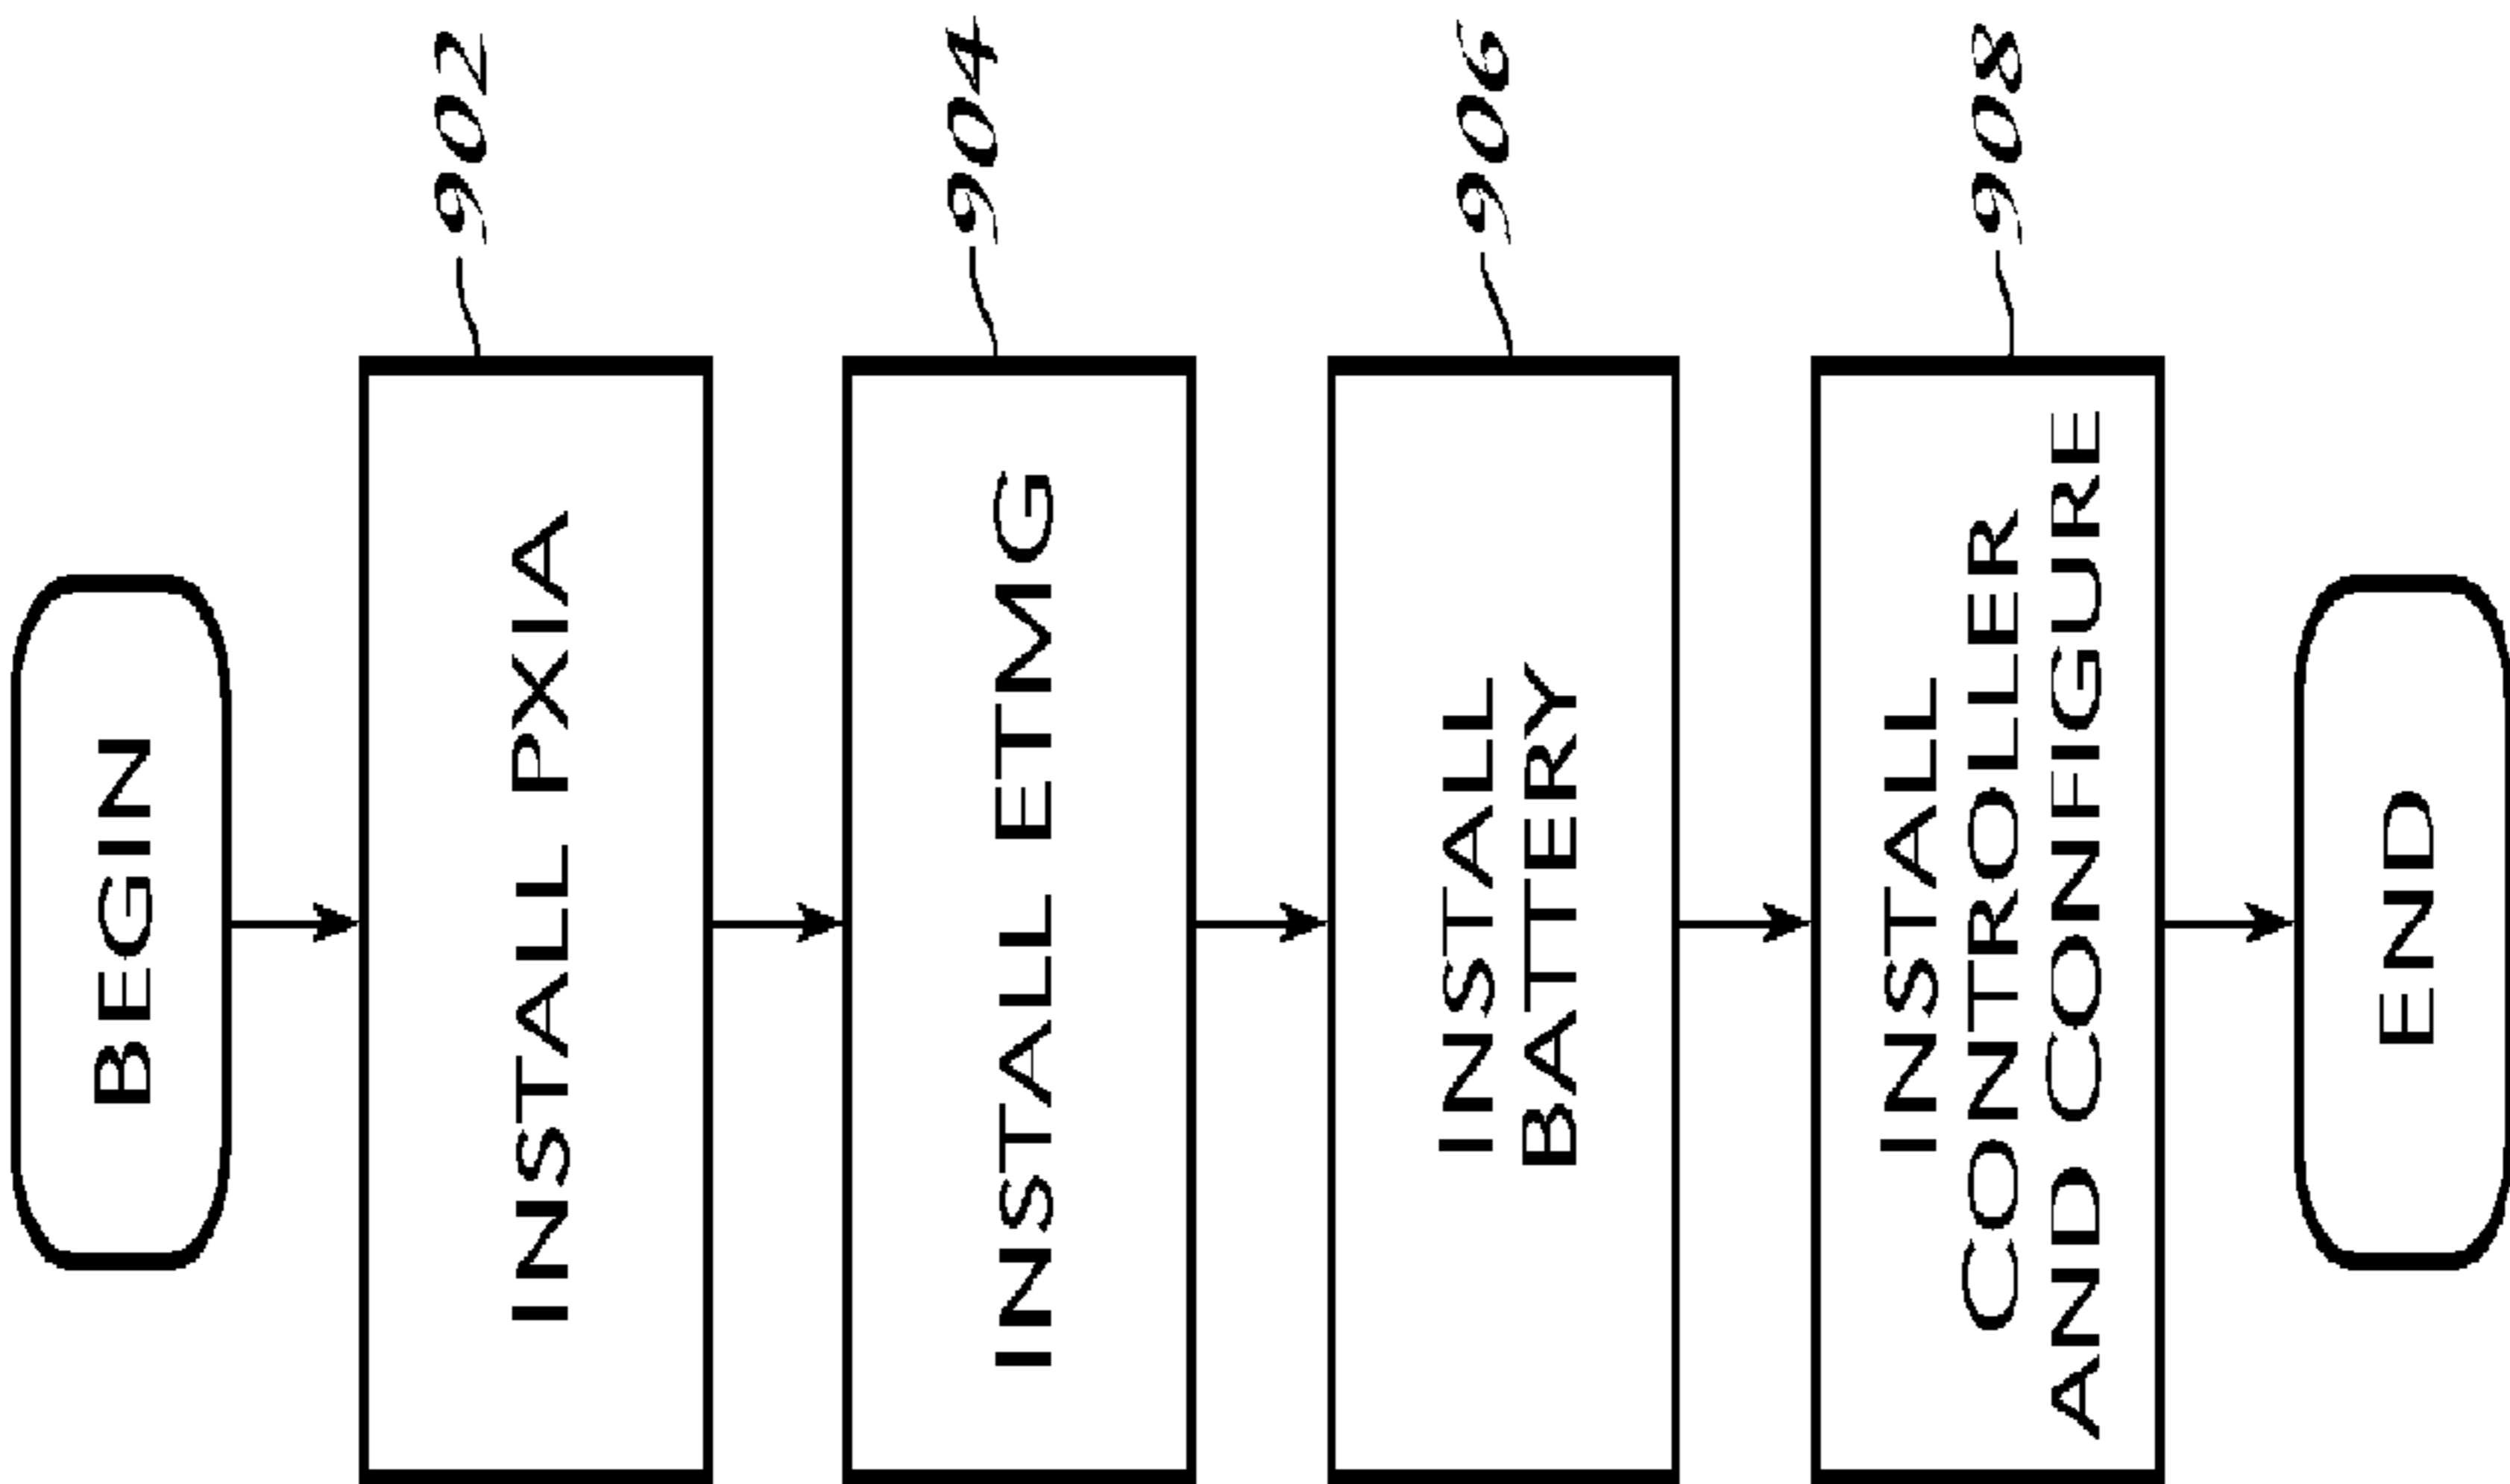 BEGIN
INSTALL PXIA
902
INSTALL ETMG
904
INSTALL
BATTERY
906
INSTALL
CONTROLLER
AND CONFIGURE
908
END